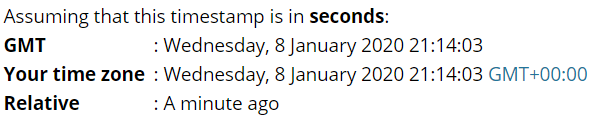 Assuming that this timestamp is in seconds:
GMT : Wednesday, 8 January 2020 21:14:03
Your time zone : Wednesday, 8 January 2020 21:14:03 GMT+00:00
Relative : A minute ago